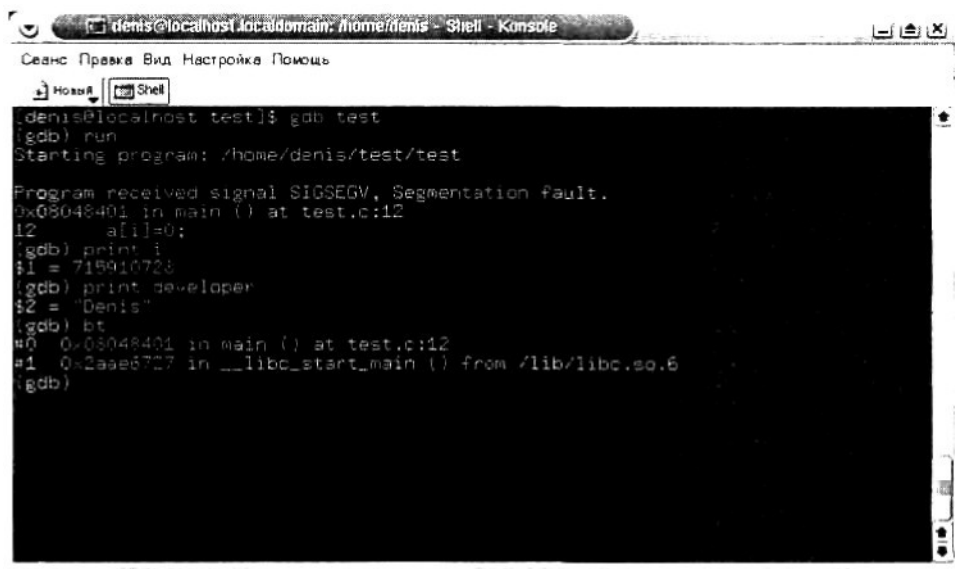 denis@localhost.localdomain: /home/denis - Shell - Konsole
Сеанс Правка Вид Настройка Помощь
Новый Shell
[denis@localhost test]$ gdb test
(gdb) run
Starting program: /home/denis/test/test
Program received signal SIGSEGV, Segmentation fault.
0x08048401 in main () at test.c:12
12 a[i]=0;
(gdb) print i
$1 = 715910728
(gdb) print developer
$2 = "Denis"
(gdb) bt
#0 0x08048401 in main () at test.c:12
#1 0x2aae6727 in __libc_start_main () from /lib/libc.so.6
(gdb)